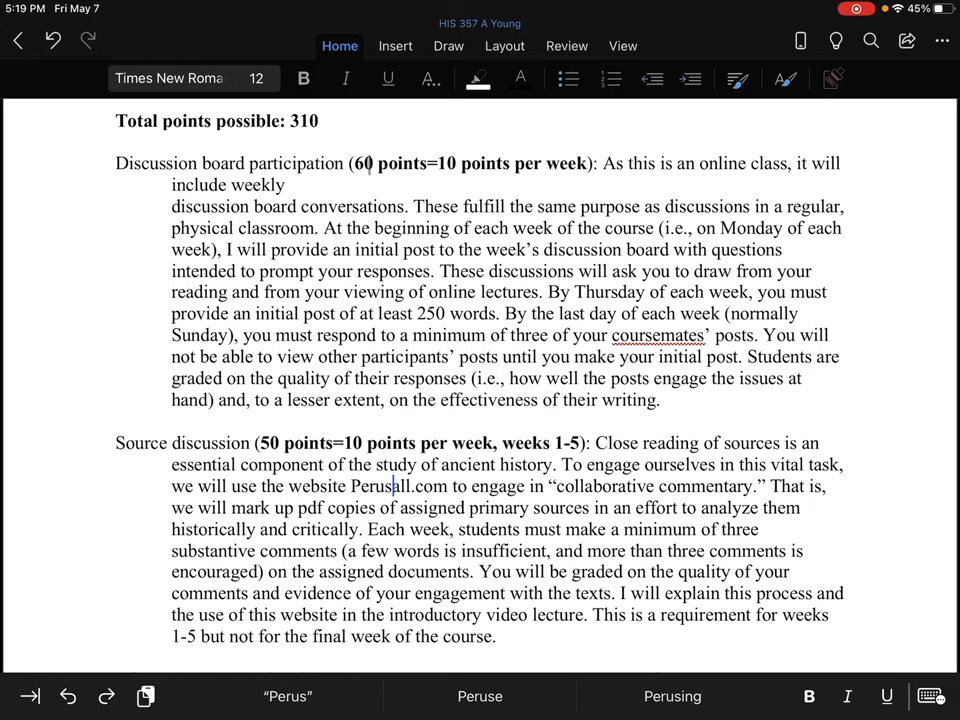 5:19 PM Fri May 7
45%
HIS 357 A Young
Home Insert Draw Layout Review View
Times New Roma 12 B I U A.. A
Total points possible: 310
Discussion board participation (60 points=10 points per week): As this is an online class, it will
include weekly
discussion board conversations. These fulfill the same purpose as discussions in a regular,
physical classroom. At the beginning of each week of the course (i.e., on Monday of each
week), I will provide an initial post to the week’s discussion board with questions
intended to prompt your responses. These discussions will ask you to draw from your
reading and from your viewing of online lectures. By Thursday of each week, you must
provide an initial post of at least 250 words. By the last day of each week (normally
Sunday), you must respond to a minimum of three of your coursemates’ posts. You will
not be able to view other participants’ posts until you make your initial post. Students are
graded on the quality of their responses (i.e., how well the posts engage the issues at
hand) and, to a lesser extent, on the effectiveness of their writing.
Source discussion (50 points=10 points per week, weeks 1-5): Close reading of sources is an
essential component of the study of ancient history. To engage ourselves in this vital task,
we will use the website Perusall.com to engage in “collaborative commentary.” That is,
we will mark up pdf copies of assigned primary sources in an effort to analyze them
historically and critically. Each week, students must make a minimum of three
substantive comments (a few words is insufficient, and more than three comments is
encouraged) on the assigned documents. You will be graded on the quality of your
comments and evidence of your engagement with the texts. I will explain this process and
the use of this website in the introductory video lecture. This is a requirement for weeks
1-5 but not for the final week of the course.
“Perus” Peruse Perusing B I U